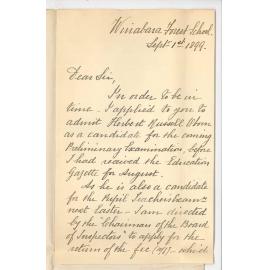 Wirrabara Forest School.
Sept 1st 1899.
Dear Sir,
In order to be in
time. I applied to you to
admit Herbert Russell
as a candidate for the coming
Preliminary Examination, before
I had received the Education
Gazette for August.
As he is also a candidate
for the Pupil Teachers' exam -
next Easter - I am directed
by the "Chairman of the Board
of Inspectors" to apply for the
return of the fee which